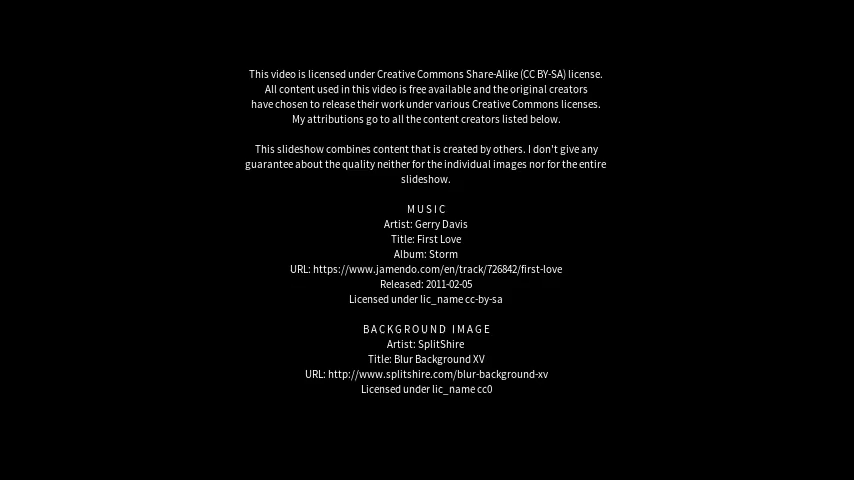 This video is licensed under Creative Commons Share-Alike (CC BY-SA) license.
All content used in this video is free available and the original creators
have chosen to release their work under various Creative Commons licenses.
My attributions go to all the content creators listed below.
This slideshow combines content that is created by others. I don't give any
guarantee about the quality neither for the individual images nor for the entire
slideshow.
MUSIC
Artist: Gerry Davis
Title: First Love
Album: Storm
URL: https://www.jamendo.com/en/track/726842/first-love
Released: 2011-02-05
Licensed under lic_name cc-by-sa
BACKGROUND IMAGE
Artist: SplitShire
Title: Blur Background XV
URL: http://www.splitshire.com/blur-background-xv
Licensed under lic_name cc0